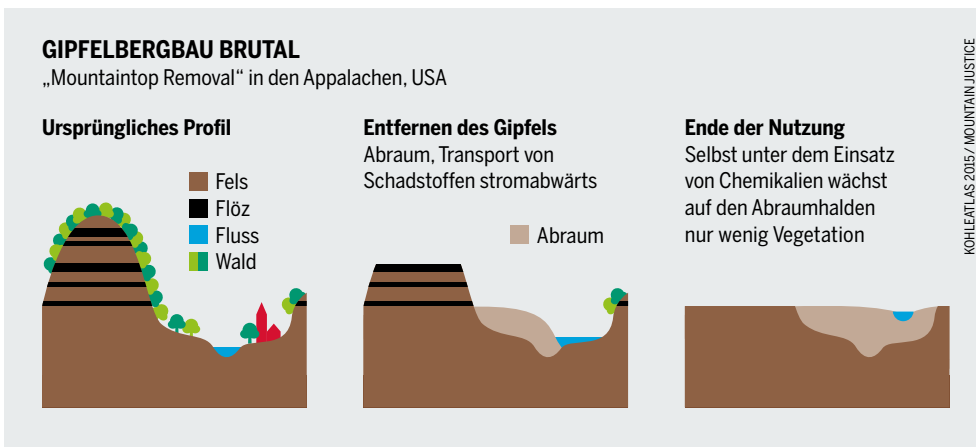 GIPFELBERGBAU BRUTAL
„Mountaintop Removal“ in den Appalachen, USA
Ursprüngliches Profil
Fels
Flöz
Fluss
Wald
Entfernen des Gipfels
Abraum, Transport von
Schadstoffen stromabwärts
Abraum
Ende der Nutzung
Selbst unter dem Einsatz
von Chemikalien wächst
auf den Abraumhalden
nur wenig Vegetation
KOHLEATLAS 2015 / MOUNTAIN JUSTICE